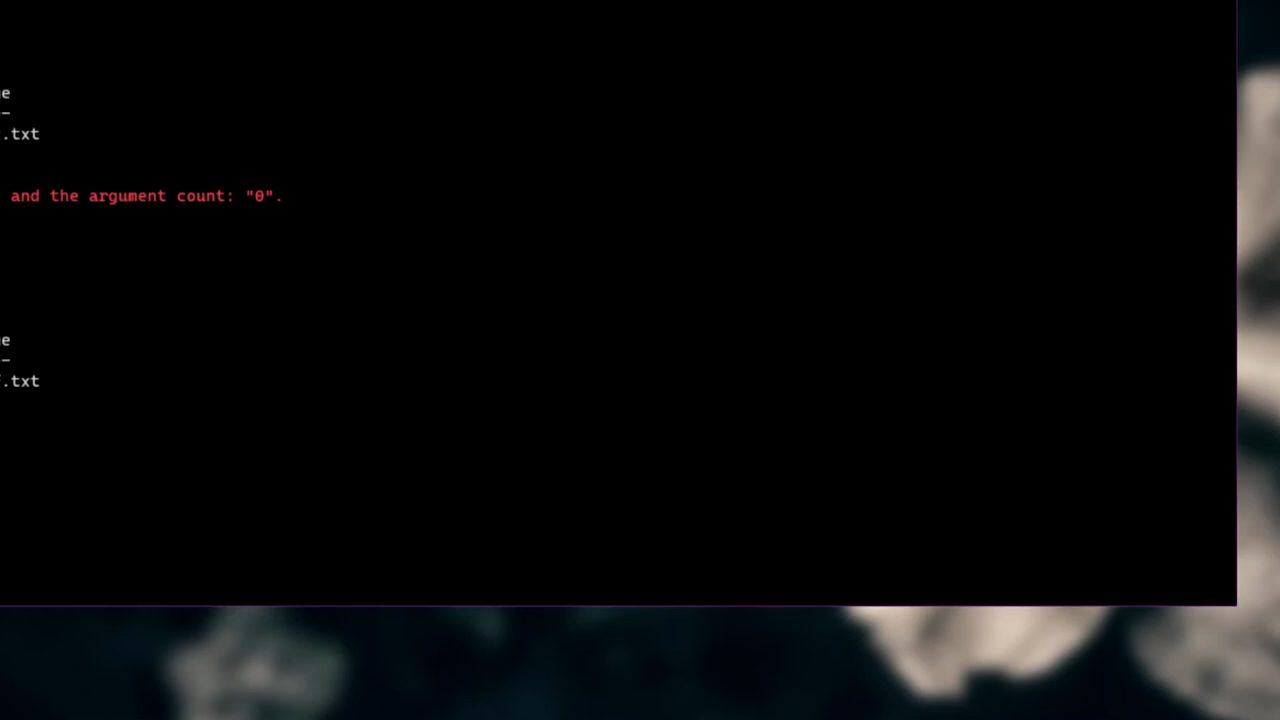 e
-
.txt
and the argument count: "0".
e
-
.txt